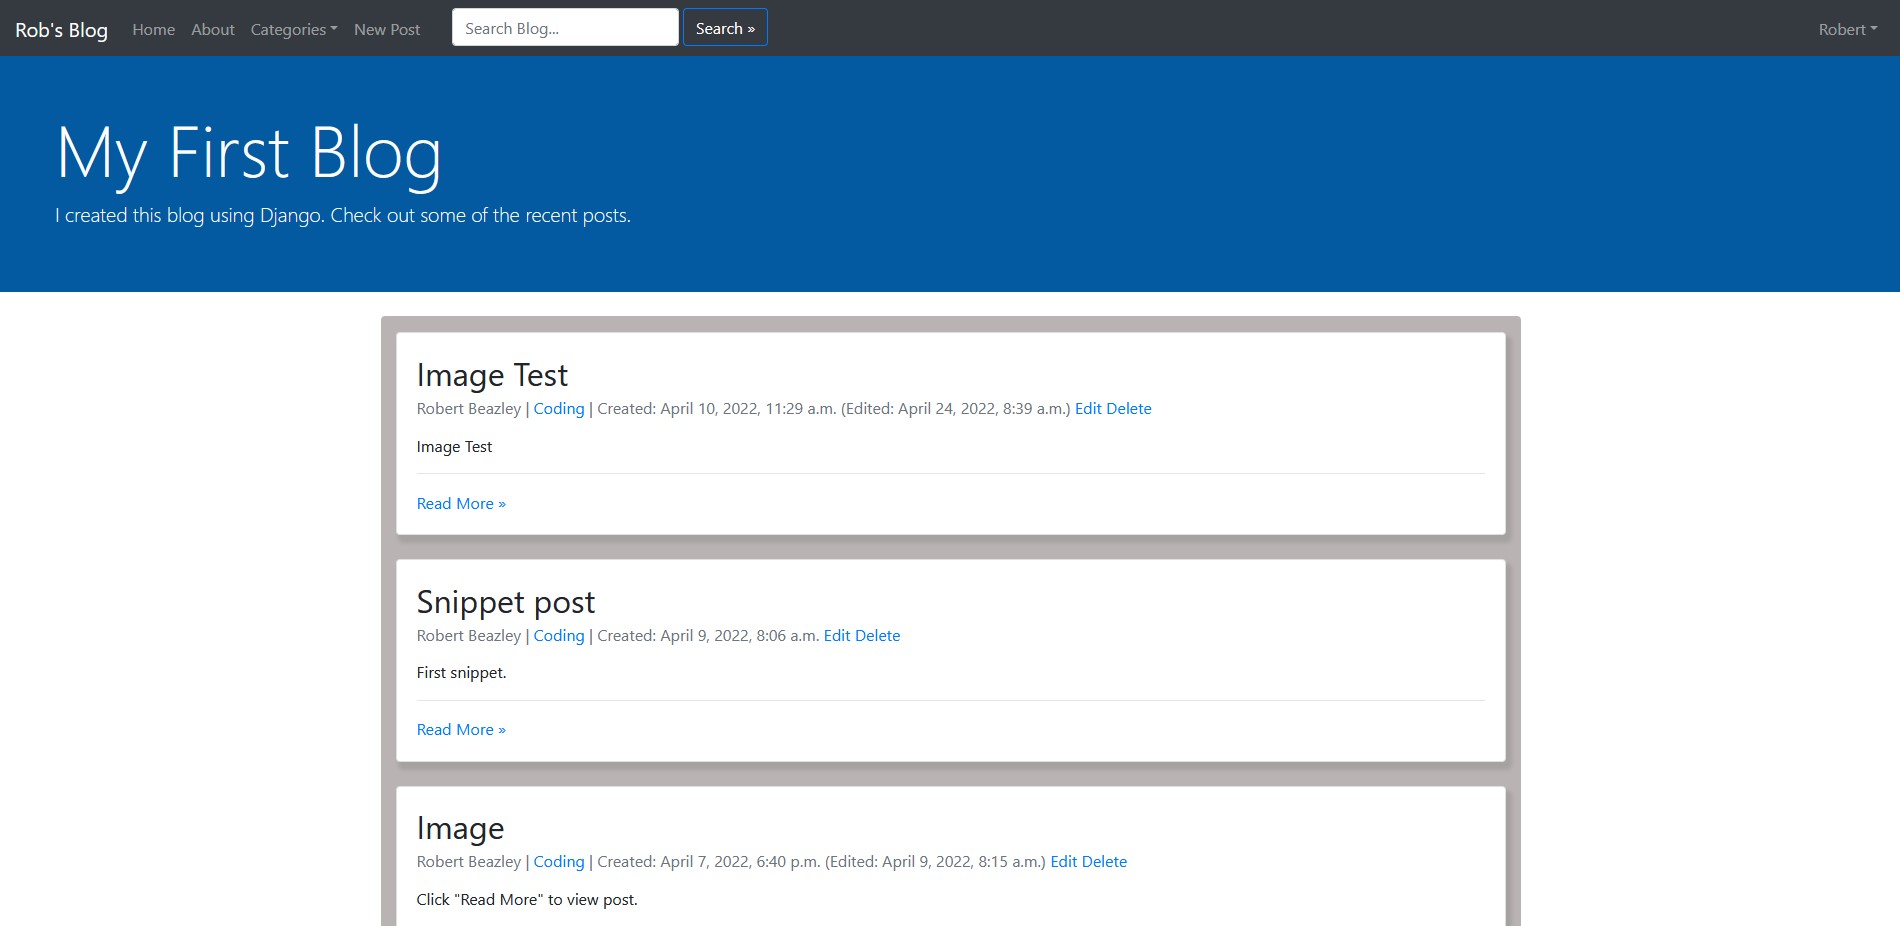 Rob's Blog Home About Categories New Post Search Blog... Search » Robert
My First Blog
I created this blog using Django. Check out some of the recent posts.
Image Test
Robert Beazley | Coding | Created: April 10, 2022, 11:29 a.m. (Edited: April 24, 2022, 8:39 a.m.) Edit Delete
Image Test
Read More »
Snippet post
Robert Beazley | Coding | Created: April 9, 2022, 8:06 a.m. Edit Delete
First snippet.
Read More »
Image
Robert Beazley | Coding | Created: April 7, 2022, 6:40 p.m. (Edited: April 9, 2022, 8:15 a.m.) Edit Delete
Click "Read More" to view post.